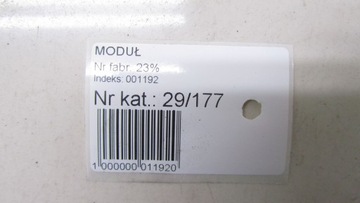 MODUŁ
Nr fabr. 23%
Indeks: 001192
Nr kat.: 29/177
1 000000 011920